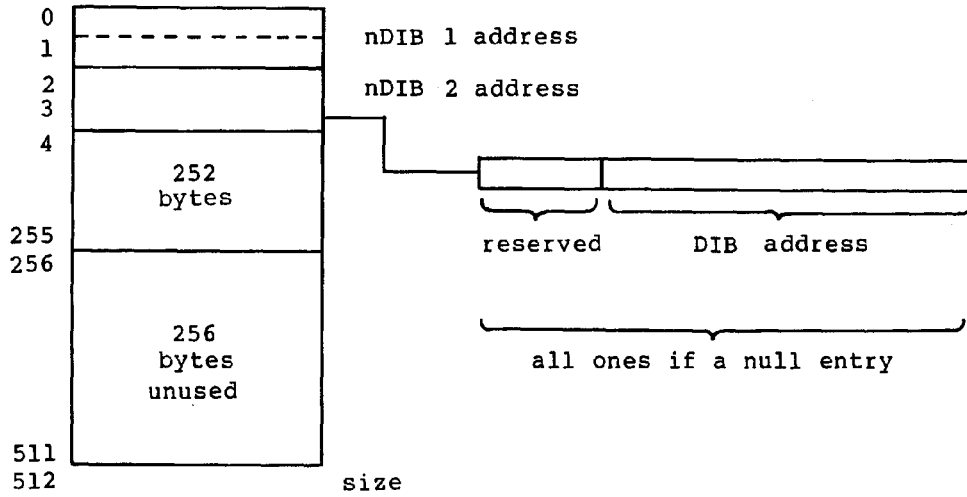 0
1
nDIB 1 address
2
3
nDIB 2 address
4
252
bytes
255
256
reserved
DIB address
256
bytes
unused
all ones if a null entry
511
512
size